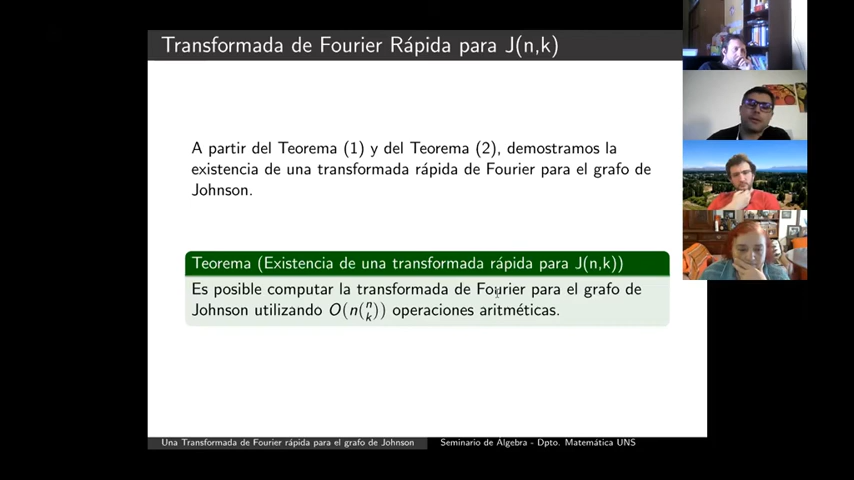 Transformada de Fourier Rápida para J(n,k)
A partir del Teorema (1) y del Teorema (2), demostramos la
existencia de una transformada rápida de Fourier para el grafo de
Johnson.
Teorema (Existencia de una transformada rápida para J(n,k))
Es posible computar la transformada de Fourier para el grafo de
Johnson utilizando O(n(n k)) operaciones aritméticas.
Una Transformada de Fourier rápida para el grafo de Johnson
Seminario de Álgebra - Dpto. Matemática UNS